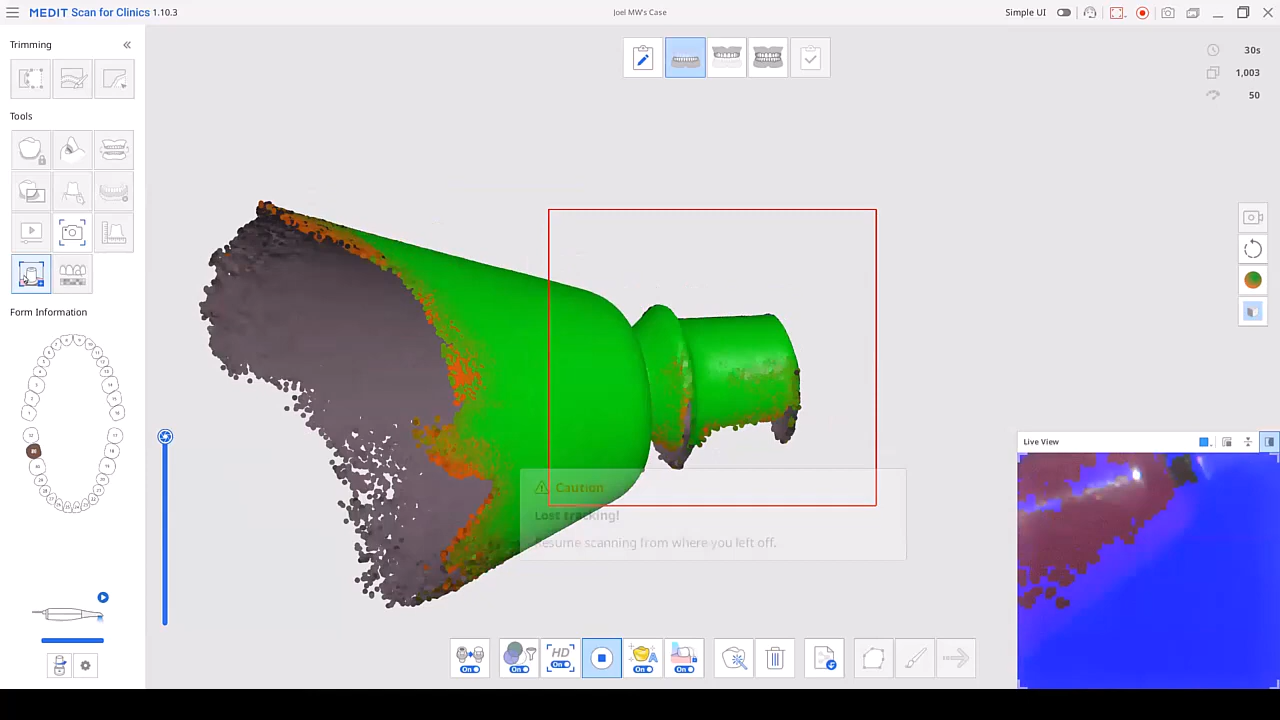 MEDIT Scan for Clinics 1.10.3
Joel MW's Case
Simple UI
Trimming
Tools
Form Information
30s
1,003
50
Caution
Lost tracking!
Resume scanning from where you left off.
Live View
On
On
HD
On
A
On
On